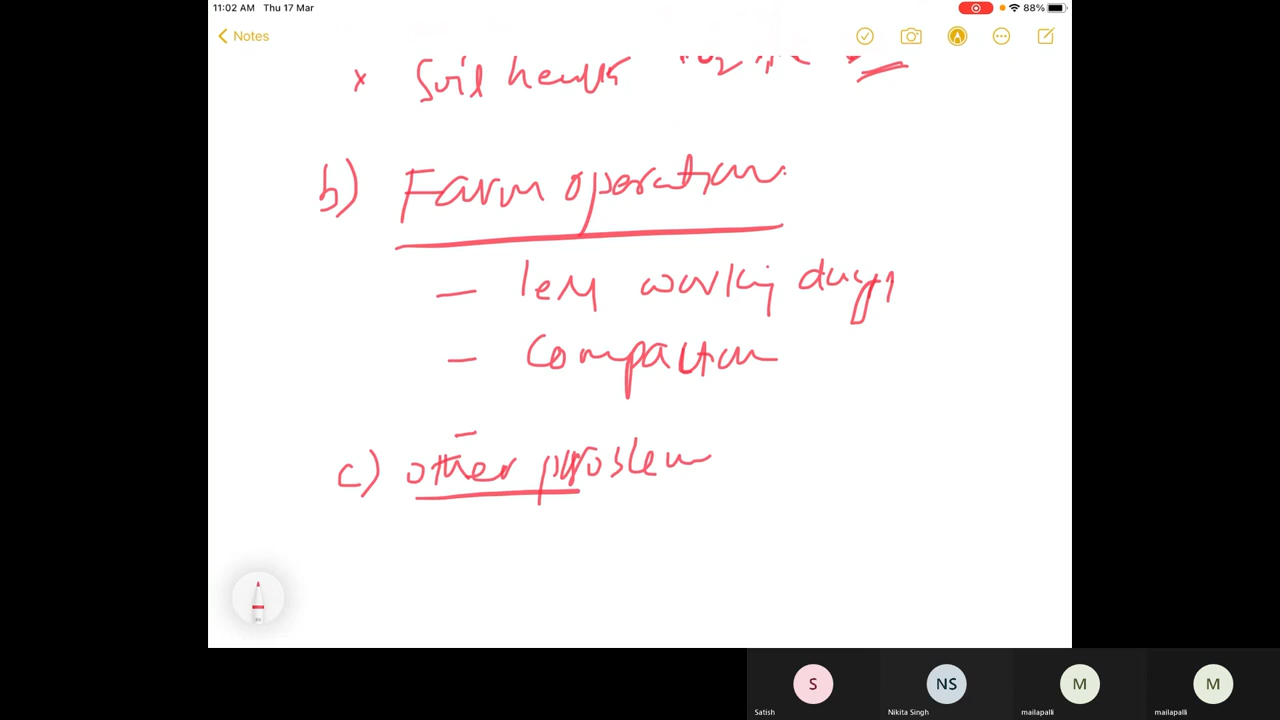 11:02 AM Thu 17 Mar
88%
Notes
x Soil health
b) Farm operation
— less working days
— compaction
—
c) other problem
S
NS
M
M
Satish
Nikita Singh
mailapalli
mailapalli